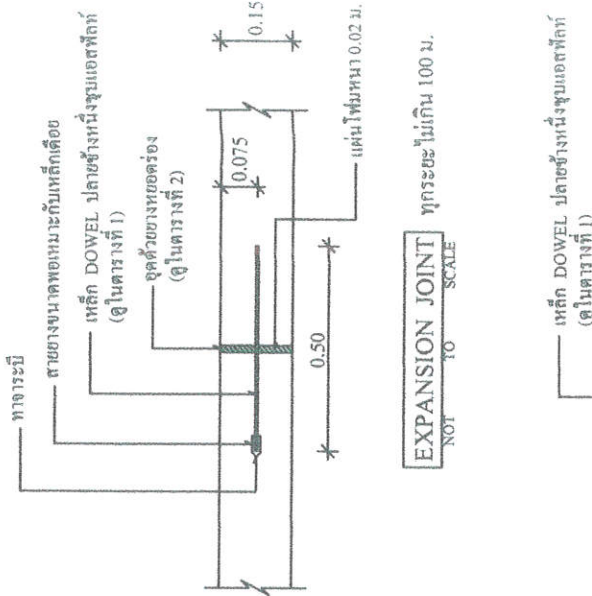 ทาจาระบี
สายยางขนาดพอเหมาะกับเหล็กเดือย
เหล็ก DOWEL ปลายข้างหนึ่งชุบแอสฟัลท์
(ดูในตารางที่ 1)
อุดด้วยยางหยอดร่อง
(ดูในตารางที่ 2)
0.075
0.15
0.50
แผ่นโฟมหนา 0.02 ม.
EXPANSION JOINT ทุกระยะไม่เกิน 100 ม.
NOT TO SCALE
เหล็ก DOWEL ปลายข้างหนึ่งชุบแอสฟัลท์
(ดูในตารางที่ 1)